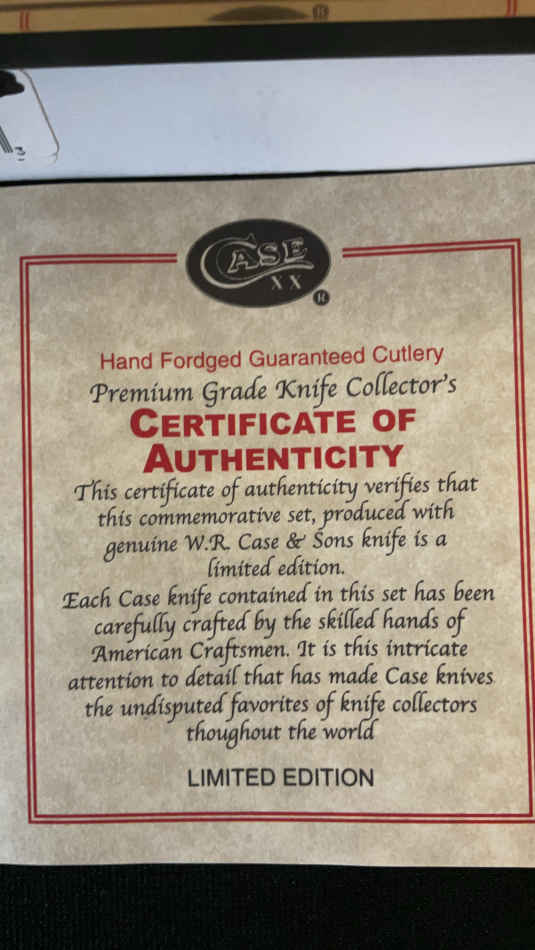 3
CASE
XX
®
Hand Fordged Guaranteed Cutlery
Premium Grade Knife Collector's
CERTIFICATE OF
AUTHENTICITY
This certificate of authenticity verifies that
this commemorative set, produced with
genuine W.R. Case & Sons knife is a
limited edition.
Each Case knife contained in this set has been
carefully crafted by the skilled hands of
American Craftsmen. It is this intricate
attention to detail that has made Case knives
the undisputed favorites of knife collectors
thoughout the world
LIMITED EDITION